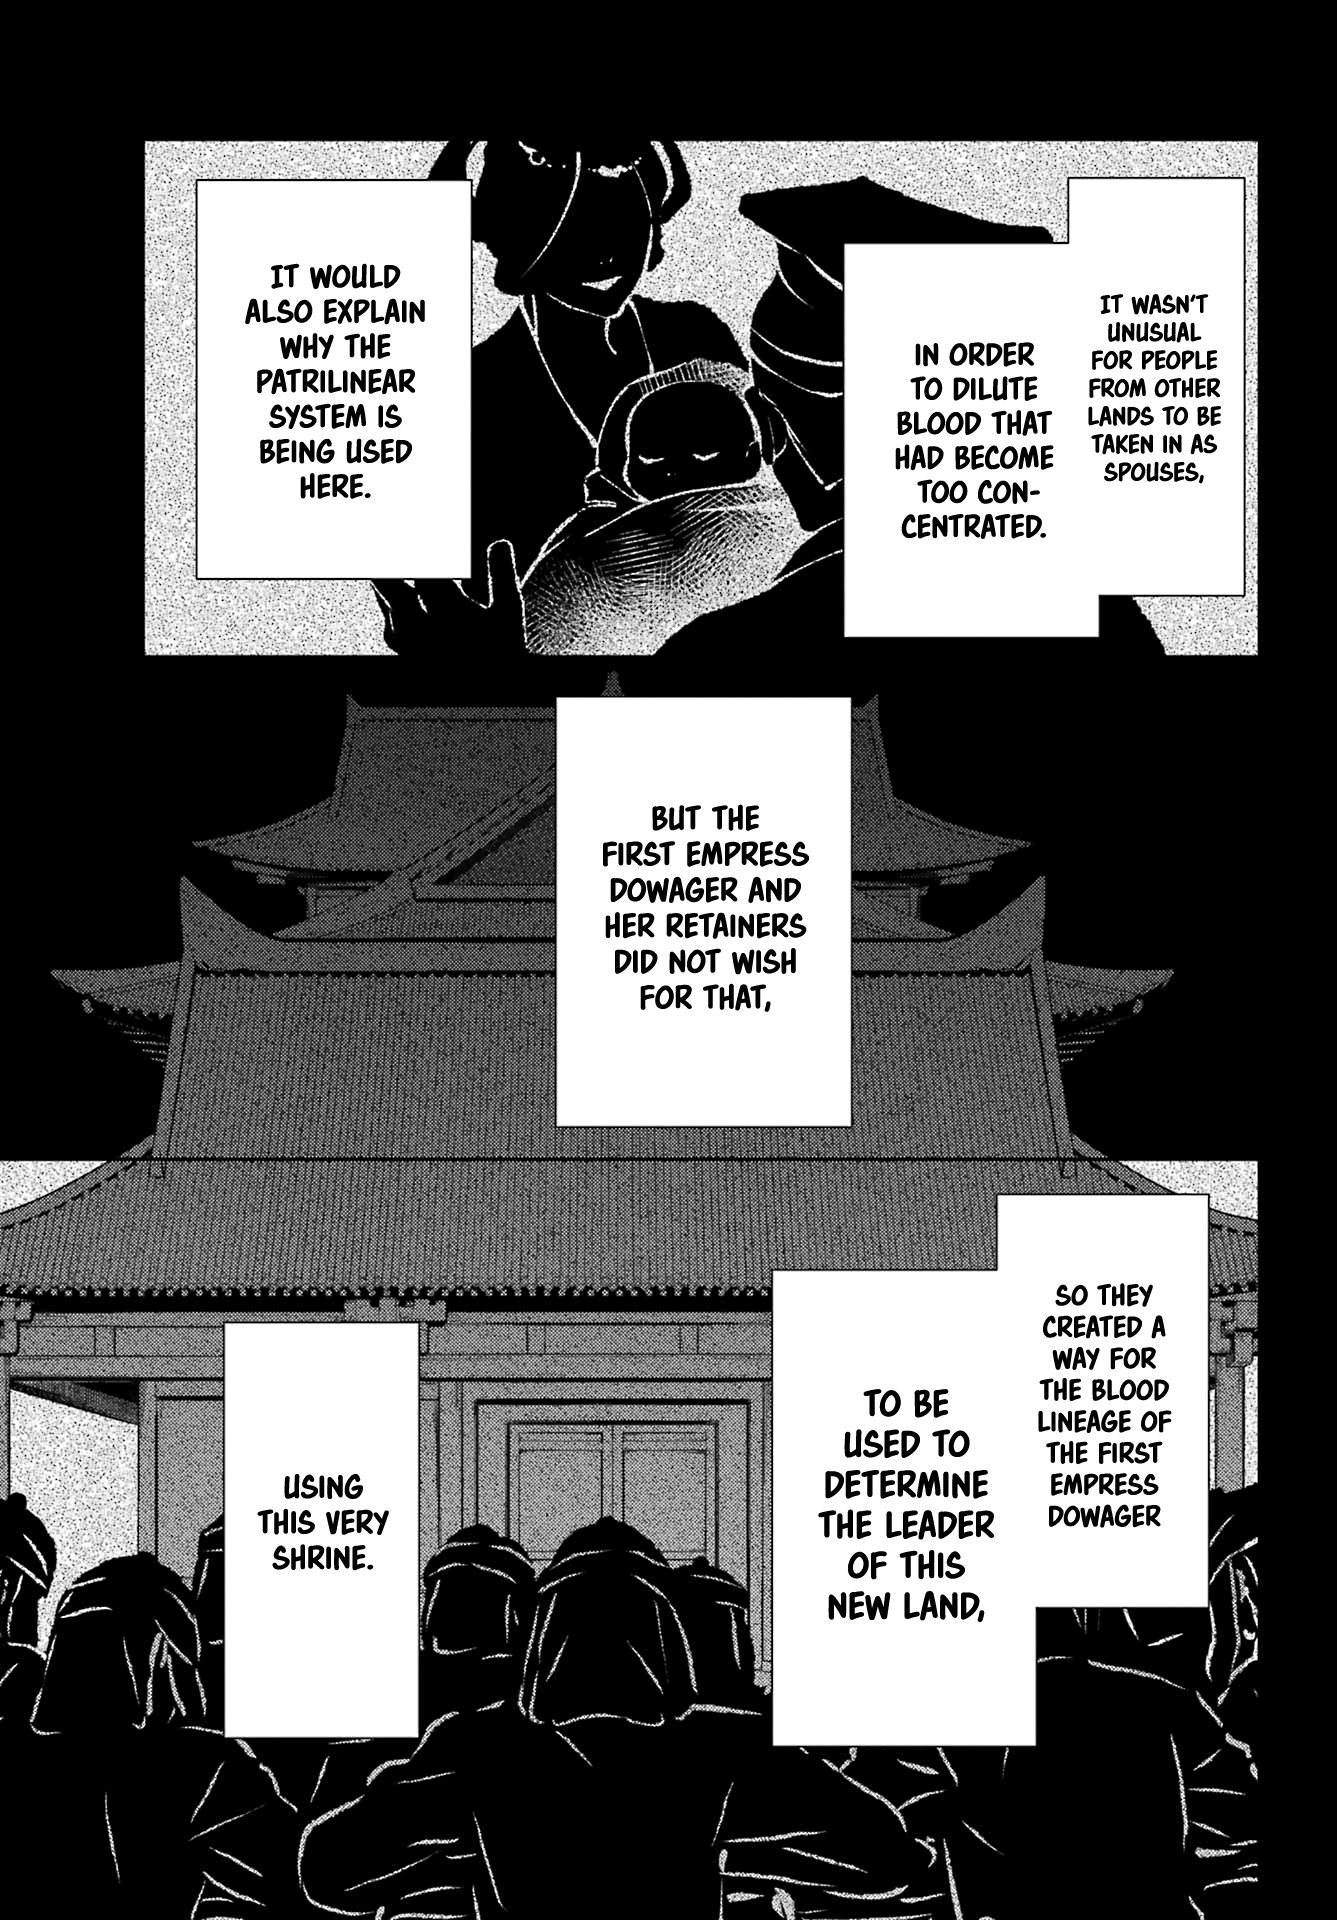 IT WASN'T
UNUSUAL
FOR PEOPLE
FROM OTHER
LANDS TO BE
TAKEN IN AS
SPOUSES,
IN ORDER
TO DILUTE
BLOOD THAT
HAD BECOME
TOO CON-
CENTRATED.
IT WOULD
ALSO EXPLAIN
WHY THE
PATRILINEAR
SYSTEM IS
BEING USED
HERE.
BUT THE
FIRST EMPRESS
DOWAGER AND
HER RETAINERS
DID NOT WISH
FOR THAT,
SO THEY
CREATED A
WAY FOR
THE BLOOD
LINEAGE OF
THE FIRST
EMPRESS
DOWAGER
TO BE
USED TO
DETERMINE
THE LEADER
OF THIS
NEW LAND,
USING
THIS VERY
SHRINE.